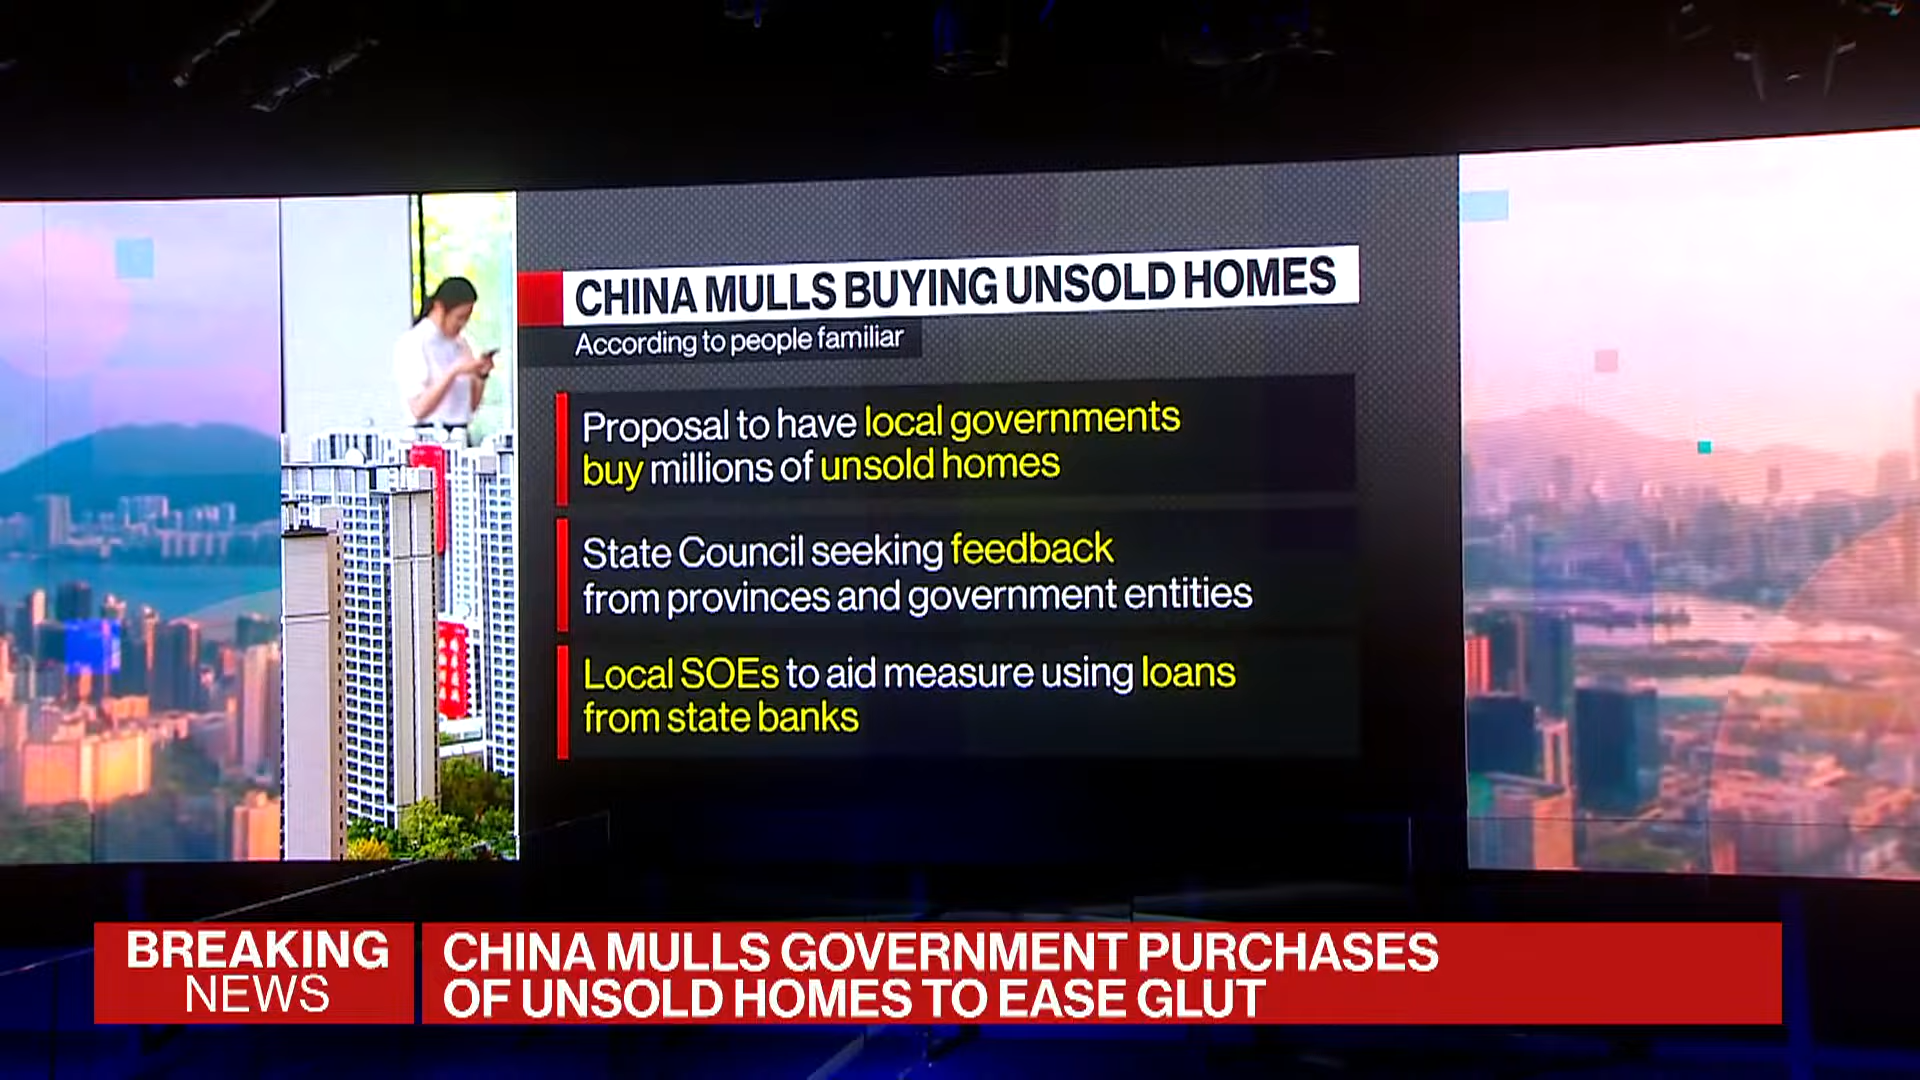 CHINA MULLS BUYING UNSOLD HOMES
According to people familiar
Proposal to have local governments
buy millions of unsold homes
State Council seeking feedback
from provinces and government entities
Local SOEs to aid measure using loans
from state banks
BREAKING
NEWS
CHINA MULLS GOVERNMENT PURCHASES
OF UNSOLD HOMES TO EASE GLUT